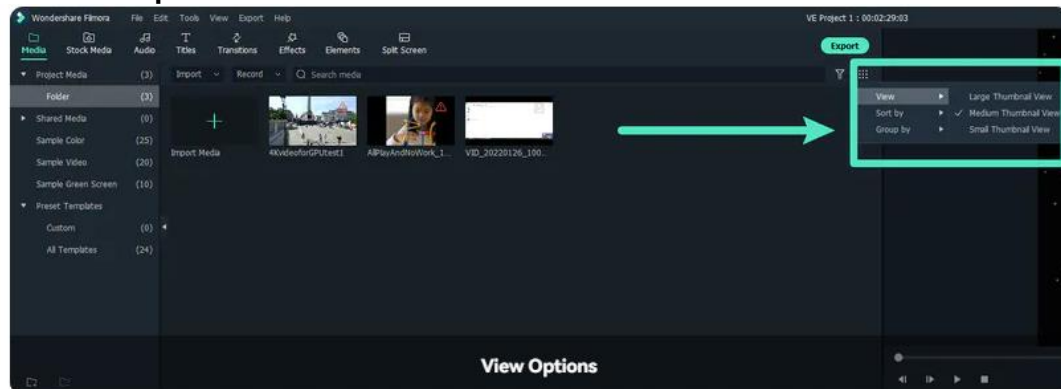 Wondershare Filmora File Edit Tools View Export Help VE Project 1 : 00:02:29:03
Media Stock Media Audio Titles Transitions Effects Elements Split Screen Export
Project Media (3) Import Record Search media
Folder (3) View Large Thumbnail View
Shared Media (0) Sort by Medium Thumbnail View
Group by Small Thumbnail View
Sample Color (25)
Import Media 4KvideoforGPUtest1 AllPlayAndNoWork_1... VID_20220126_100...
Sample Video (20)
Sample Green Screen (10)
Preset Templates
Custom (0)
All Templates (24)
View Options